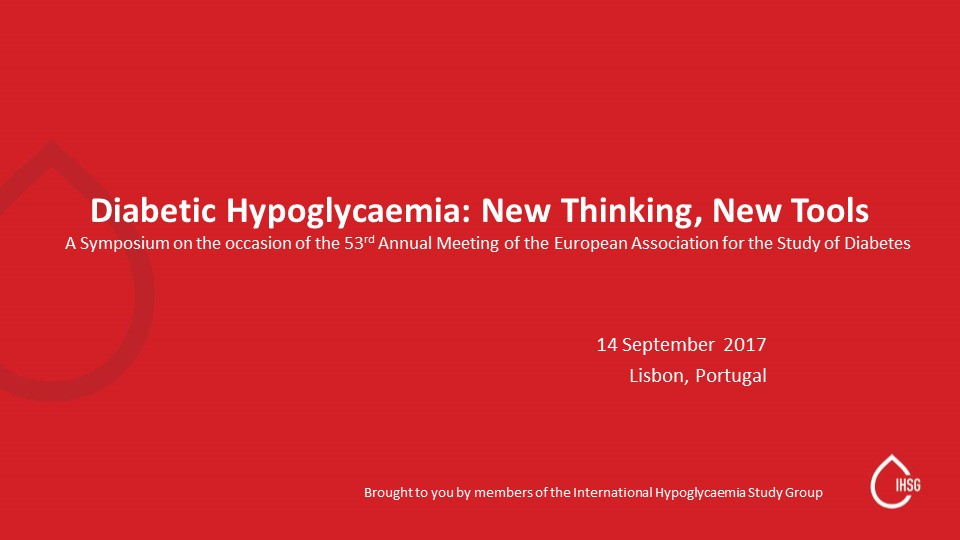 Diabetic Hypoglycaemia: New Thinking, New Tools
A Symposium on the occasion of the 53rd Annual Meeting of the European Association for the Study of Diabetes
14 September 2017
Lisbon, Portugal
Brought to you by members of the International Hypoglycaemia Study Group
IHSG